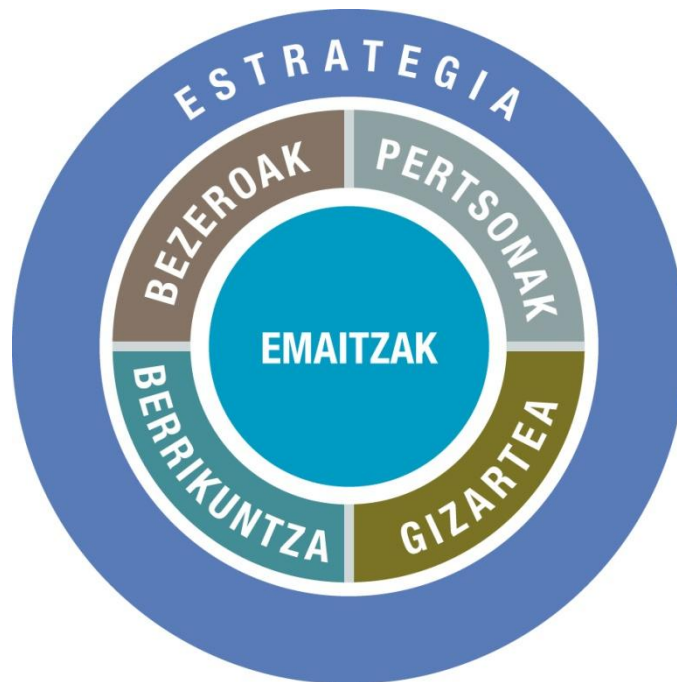 ESTRATEGIA
BEZEROAK
PERTSONAK
EMAITZAK
BERRIKUNTZA
GIZARTEA